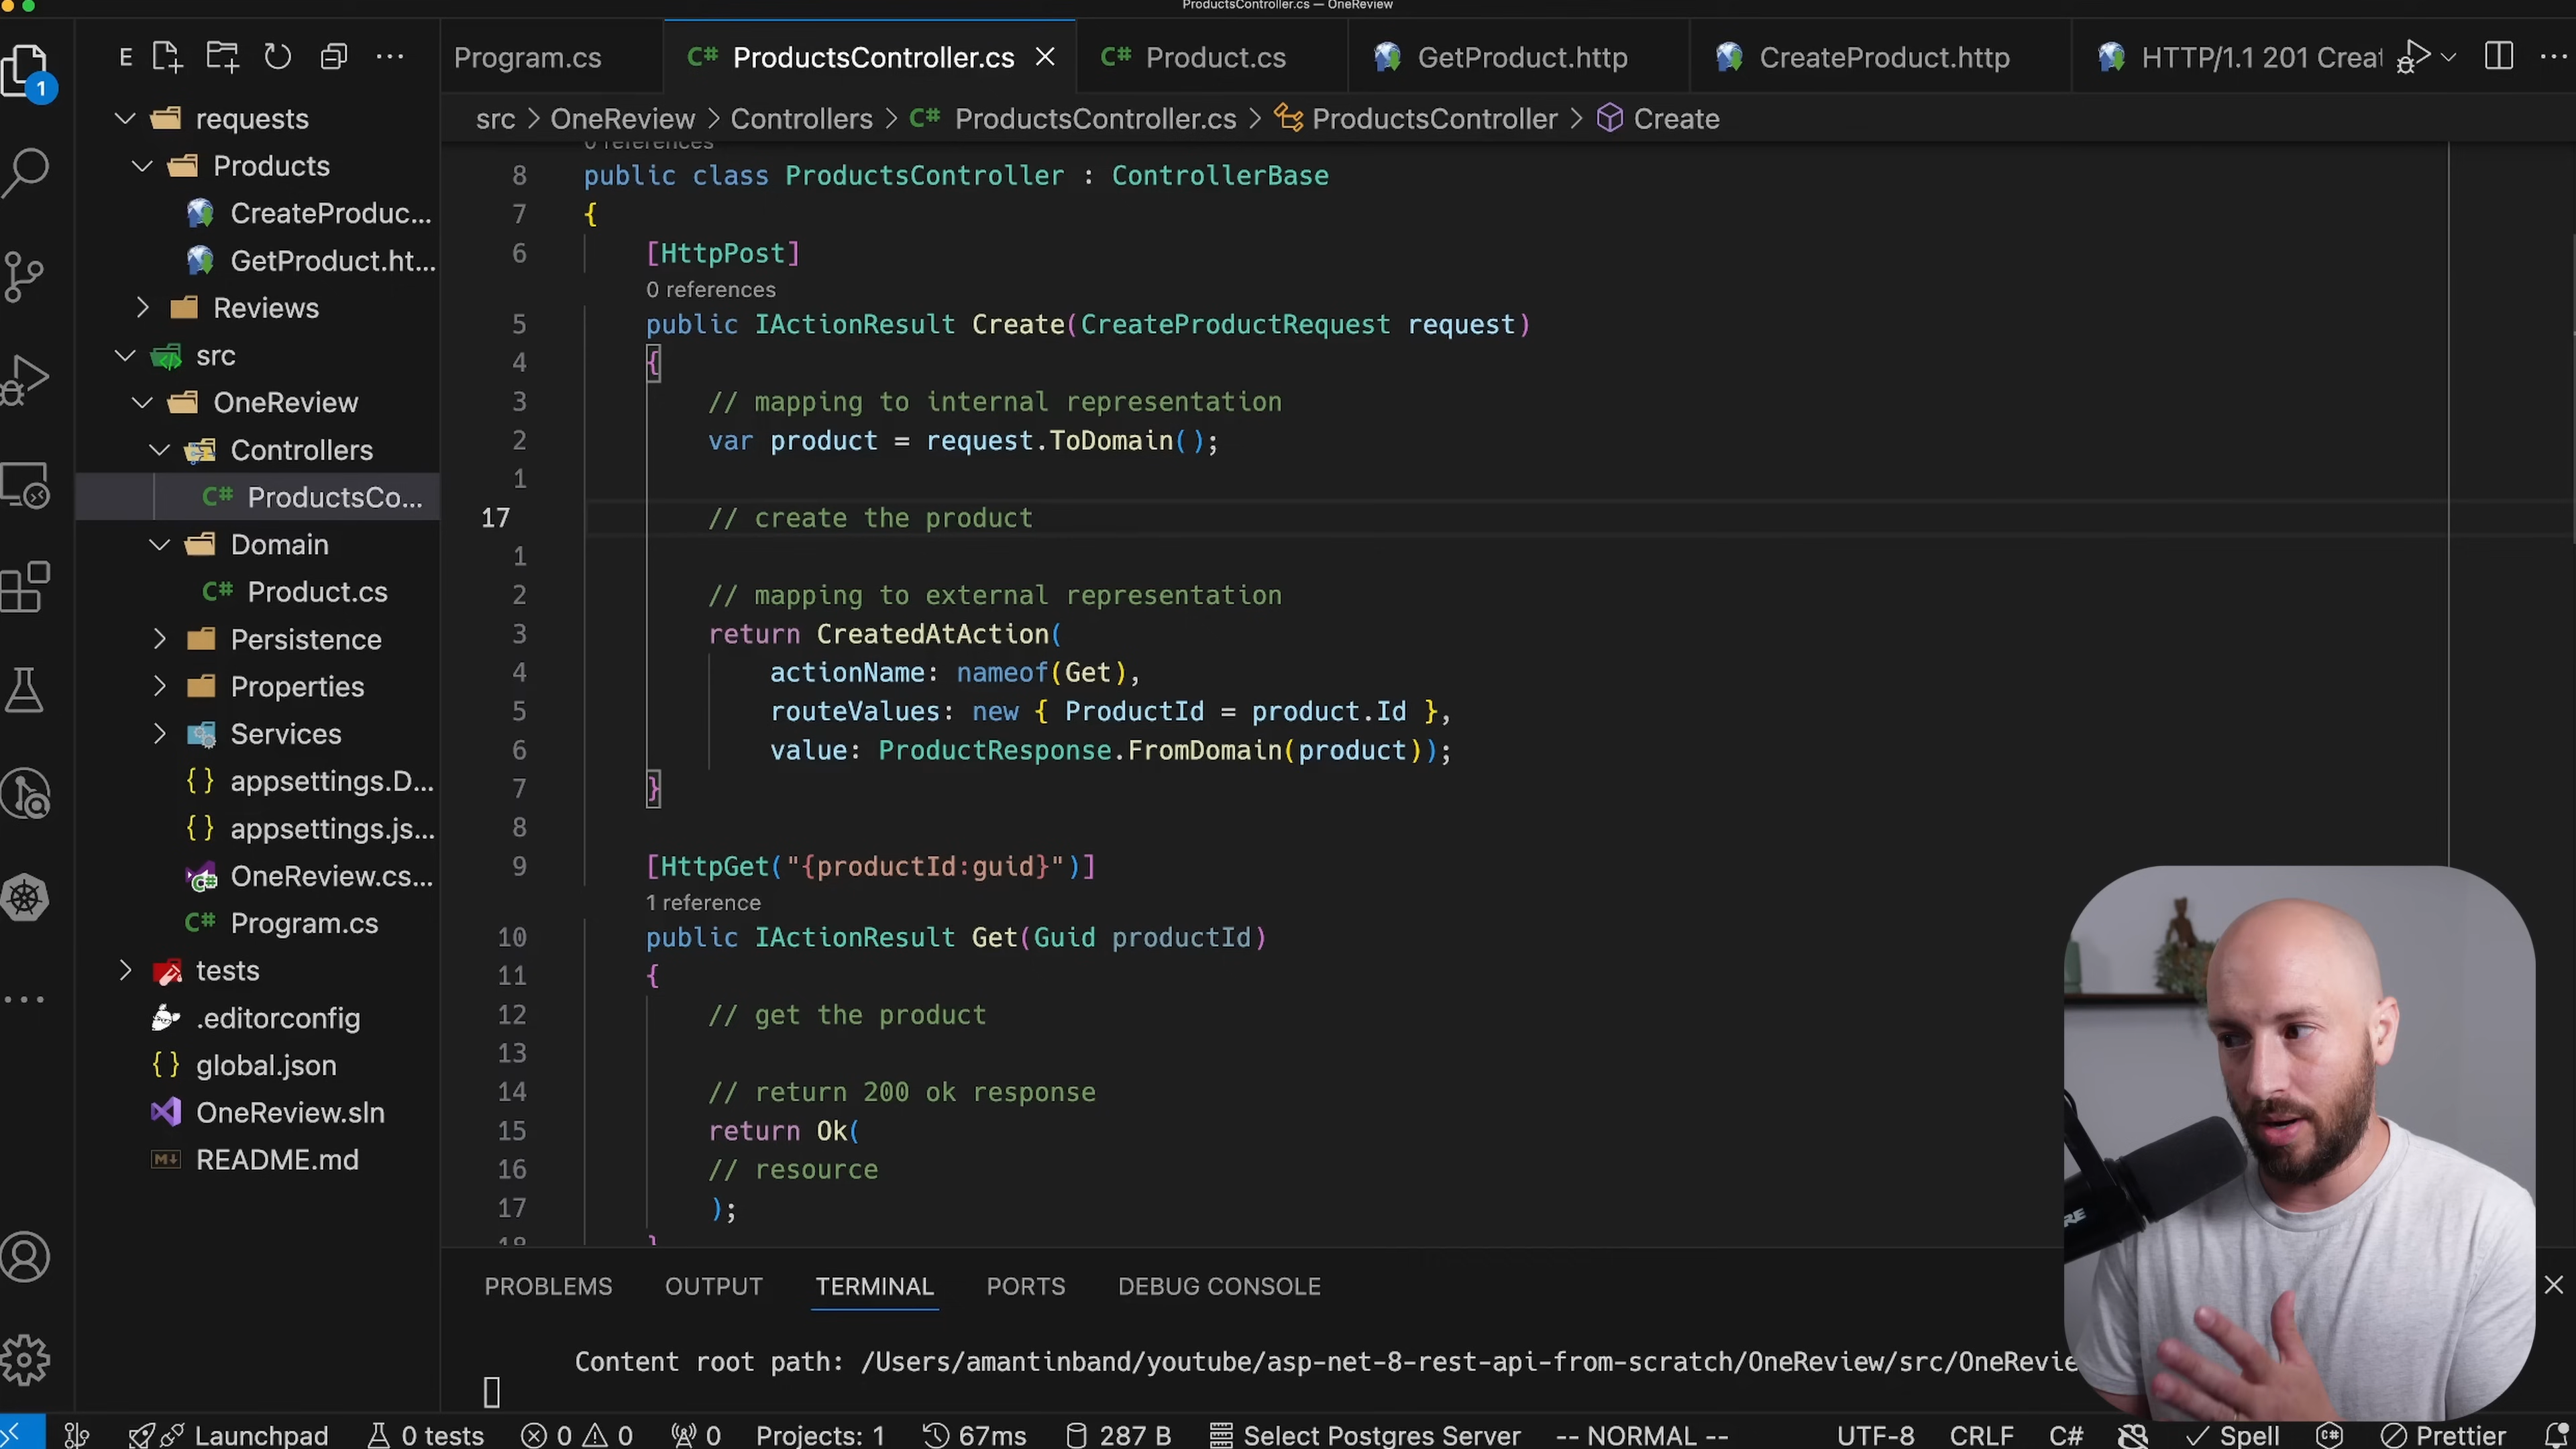 ProductsController.cs — OneReview
1
E
Program.cs
C# ProductsController.cs
C# Product.cs
GetProduct.http
CreateProduct.http
HTTP/1.1 201 Creat
src > OneReview > Controllers > C# ProductsController.cs > ProductsController > Create
requests
Products
CreateProduc...
GetProduct.ht...
Reviews
src
OneReview
Controllers
C# ProductsCo...
Domain
C# Product.cs
Persistence
Properties
Services
{} appsettings.D...
{} appsettings.js...
OneReview.cs...
C# Program.cs
tests
.editorconfig
{} global.json
OneReview.sln
README.md
0 references
8 public class ProductsController : ControllerBase
7 {
6 [HttpPost]
0 references
5 public IActionResult Create(CreateProductRequest request)
4 {
3 // mapping to internal representation
2 var product = request.ToDomain();
1
17 // create the product
1
2 // mapping to external representation
3 return CreatedAtAction(
4 actionName: nameof(Get),
5 routeValues: new { ProductId = product.Id },
6 value: ProductResponse.FromDomain(product));
7 }
8
9 [HttpGet("{productId:guid}")]
1 reference
10 public IActionResult Get(Guid productId)
11 {
12 // get the product
13
14 // return 200 ok response
15 return Ok(
16 // resource
17 );
18 }
PROBLEMS OUTPUT TERMINAL PORTS DEBUG CONSOLE
Content root path: /Users/amantinband/youtube/asp-net-8-rest-api-from-scratch/OneReview/src/OneRevie
Launchpad 0 tests 0 0 0 Projects: 1 67ms 287 B Select Postgres Server -- NORMAL -- UTF-8 CRLF C# Spell Prettier